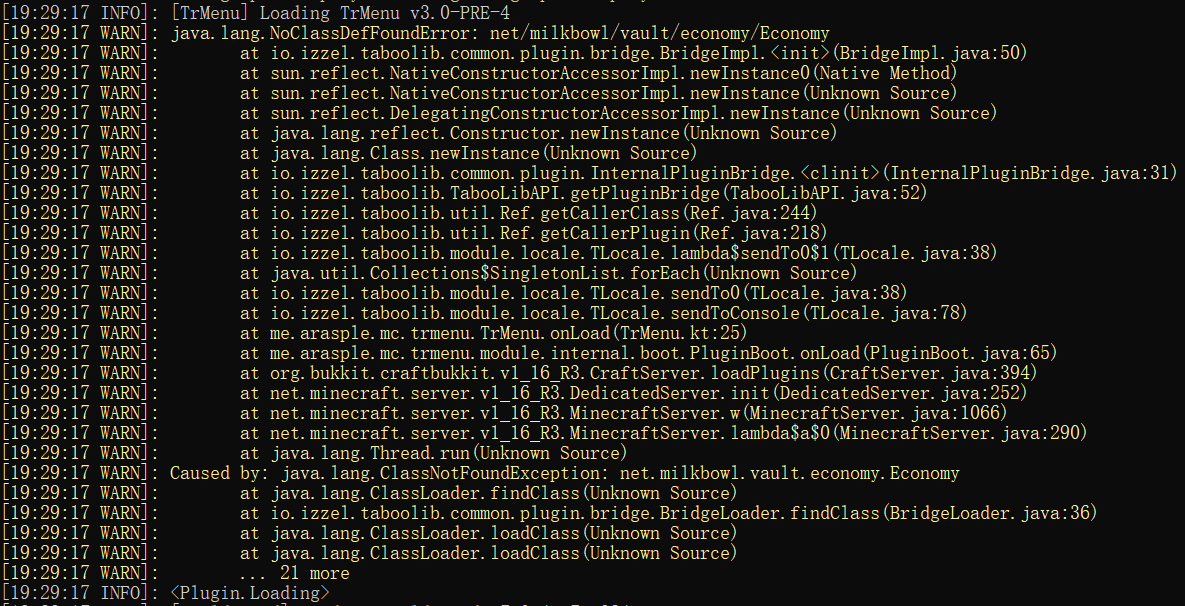 [19:29:17 INFO]: [TrMenu] Loading TrMenu v3.0-PRE-4
[19:29:17 WARN]: java.lang.NoClassDefFoundError: net/milkbowl/vault/economy/Economy
[19:29:17 WARN]: at io.izzel.taboolib.common.plugin.bridge.BridgeImpl.<init>(BridgeImpl.java:50)
[19:29:17 WARN]: at sun.reflect.NativeConstructorAccessorImpl.newInstance0(Native Method)
[19:29:17 WARN]: at sun.reflect.NativeConstructorAccessorImpl.newInstance(Unknown Source)
[19:29:17 WARN]: at sun.reflect.DelegatingConstructorAccessorImpl.newInstance(Unknown Source)
[19:29:17 WARN]: at java.lang.reflect.Constructor.newInstance(Unknown Source)
[19:29:17 WARN]: at java.lang.Class.newInstance(Unknown Source)
[19:29:17 WARN]: at io.izzel.taboolib.common.plugin.InternalPluginBridge.<clinit>(InternalPluginBridge.java:31)
[19:29:17 WARN]: at io.izzel.taboolib.TabooLibAPI.getPluginBridge(TabooLibAPI.java:52)
[19:29:17 WARN]: at io.izzel.taboolib.util.Ref.getCallerClass(Ref.java:244)
[19:29:17 WARN]: at io.izzel.taboolib.util.Ref.getCallerPlugin(Ref.java:218)
[19:29:17 WARN]: at io.izzel.taboolib.module.locale.TLocale.lambda$sendTo0$1(TLocale.java:38)
[19:29:17 WARN]: at java.util.Collections$SingletonList.forEach(Unknown Source)
[19:29:17 WARN]: at io.izzel.taboolib.module.locale.TLocale.sendTo0(TLocale.java:38)
[19:29:17 WARN]: at io.izzel.taboolib.module.locale.TLocale.sendToConsole(TLocale.java:78)
[19:29:17 WARN]: at me.arasple.mc.trmenu.TrMenu.onLoad(TrMenu.kt:25)
[19:29:17 WARN]: at me.arasple.mc.trmenu.module.internal.boot.PluginBoot.onLoad(PluginBoot.java:65)
[19:29:17 WARN]: at org.bukkit.craftbukkit.v1_16_R3.CraftServer.loadPlugins(CraftServer.java:394)
[19:29:17 WARN]: at net.minecraft.server.v1_16_R3.DedicatedServer.init(DedicatedServer.java:252)
[19:29:17 WARN]: at net.minecraft.server.v1_16_R3.MinecraftServer.w(MinecraftServer.java:1066)
[19:29:17 WARN]: at net.minecraft.server.v1_16_R3.MinecraftServer.lambda$a$0(MinecraftServer.java:290)
[19:29:17 WARN]: at java.lang.Thread.run(Unknown Source)
[19:29:17 WARN]: Caused by: java.lang.ClassNotFoundException: net.milkbowl.vault.economy.Economy
[19:29:17 WARN]: at java.lang.ClassLoader.findClass(Unknown Source)
[19:29:17 WARN]: at io.izzel.taboolib.common.plugin.bridge.BridgeLoader.findClass(BridgeLoader.java:36)
[19:29:17 WARN]: at java.lang.ClassLoader.loadClass(Unknown Source)
[19:29:17 WARN]: at java.lang.ClassLoader.loadClass(Unknown Source)
[19:29:17 WARN]: ... 21 more
[19:29:17 INFO]: <Plugin.Loading>